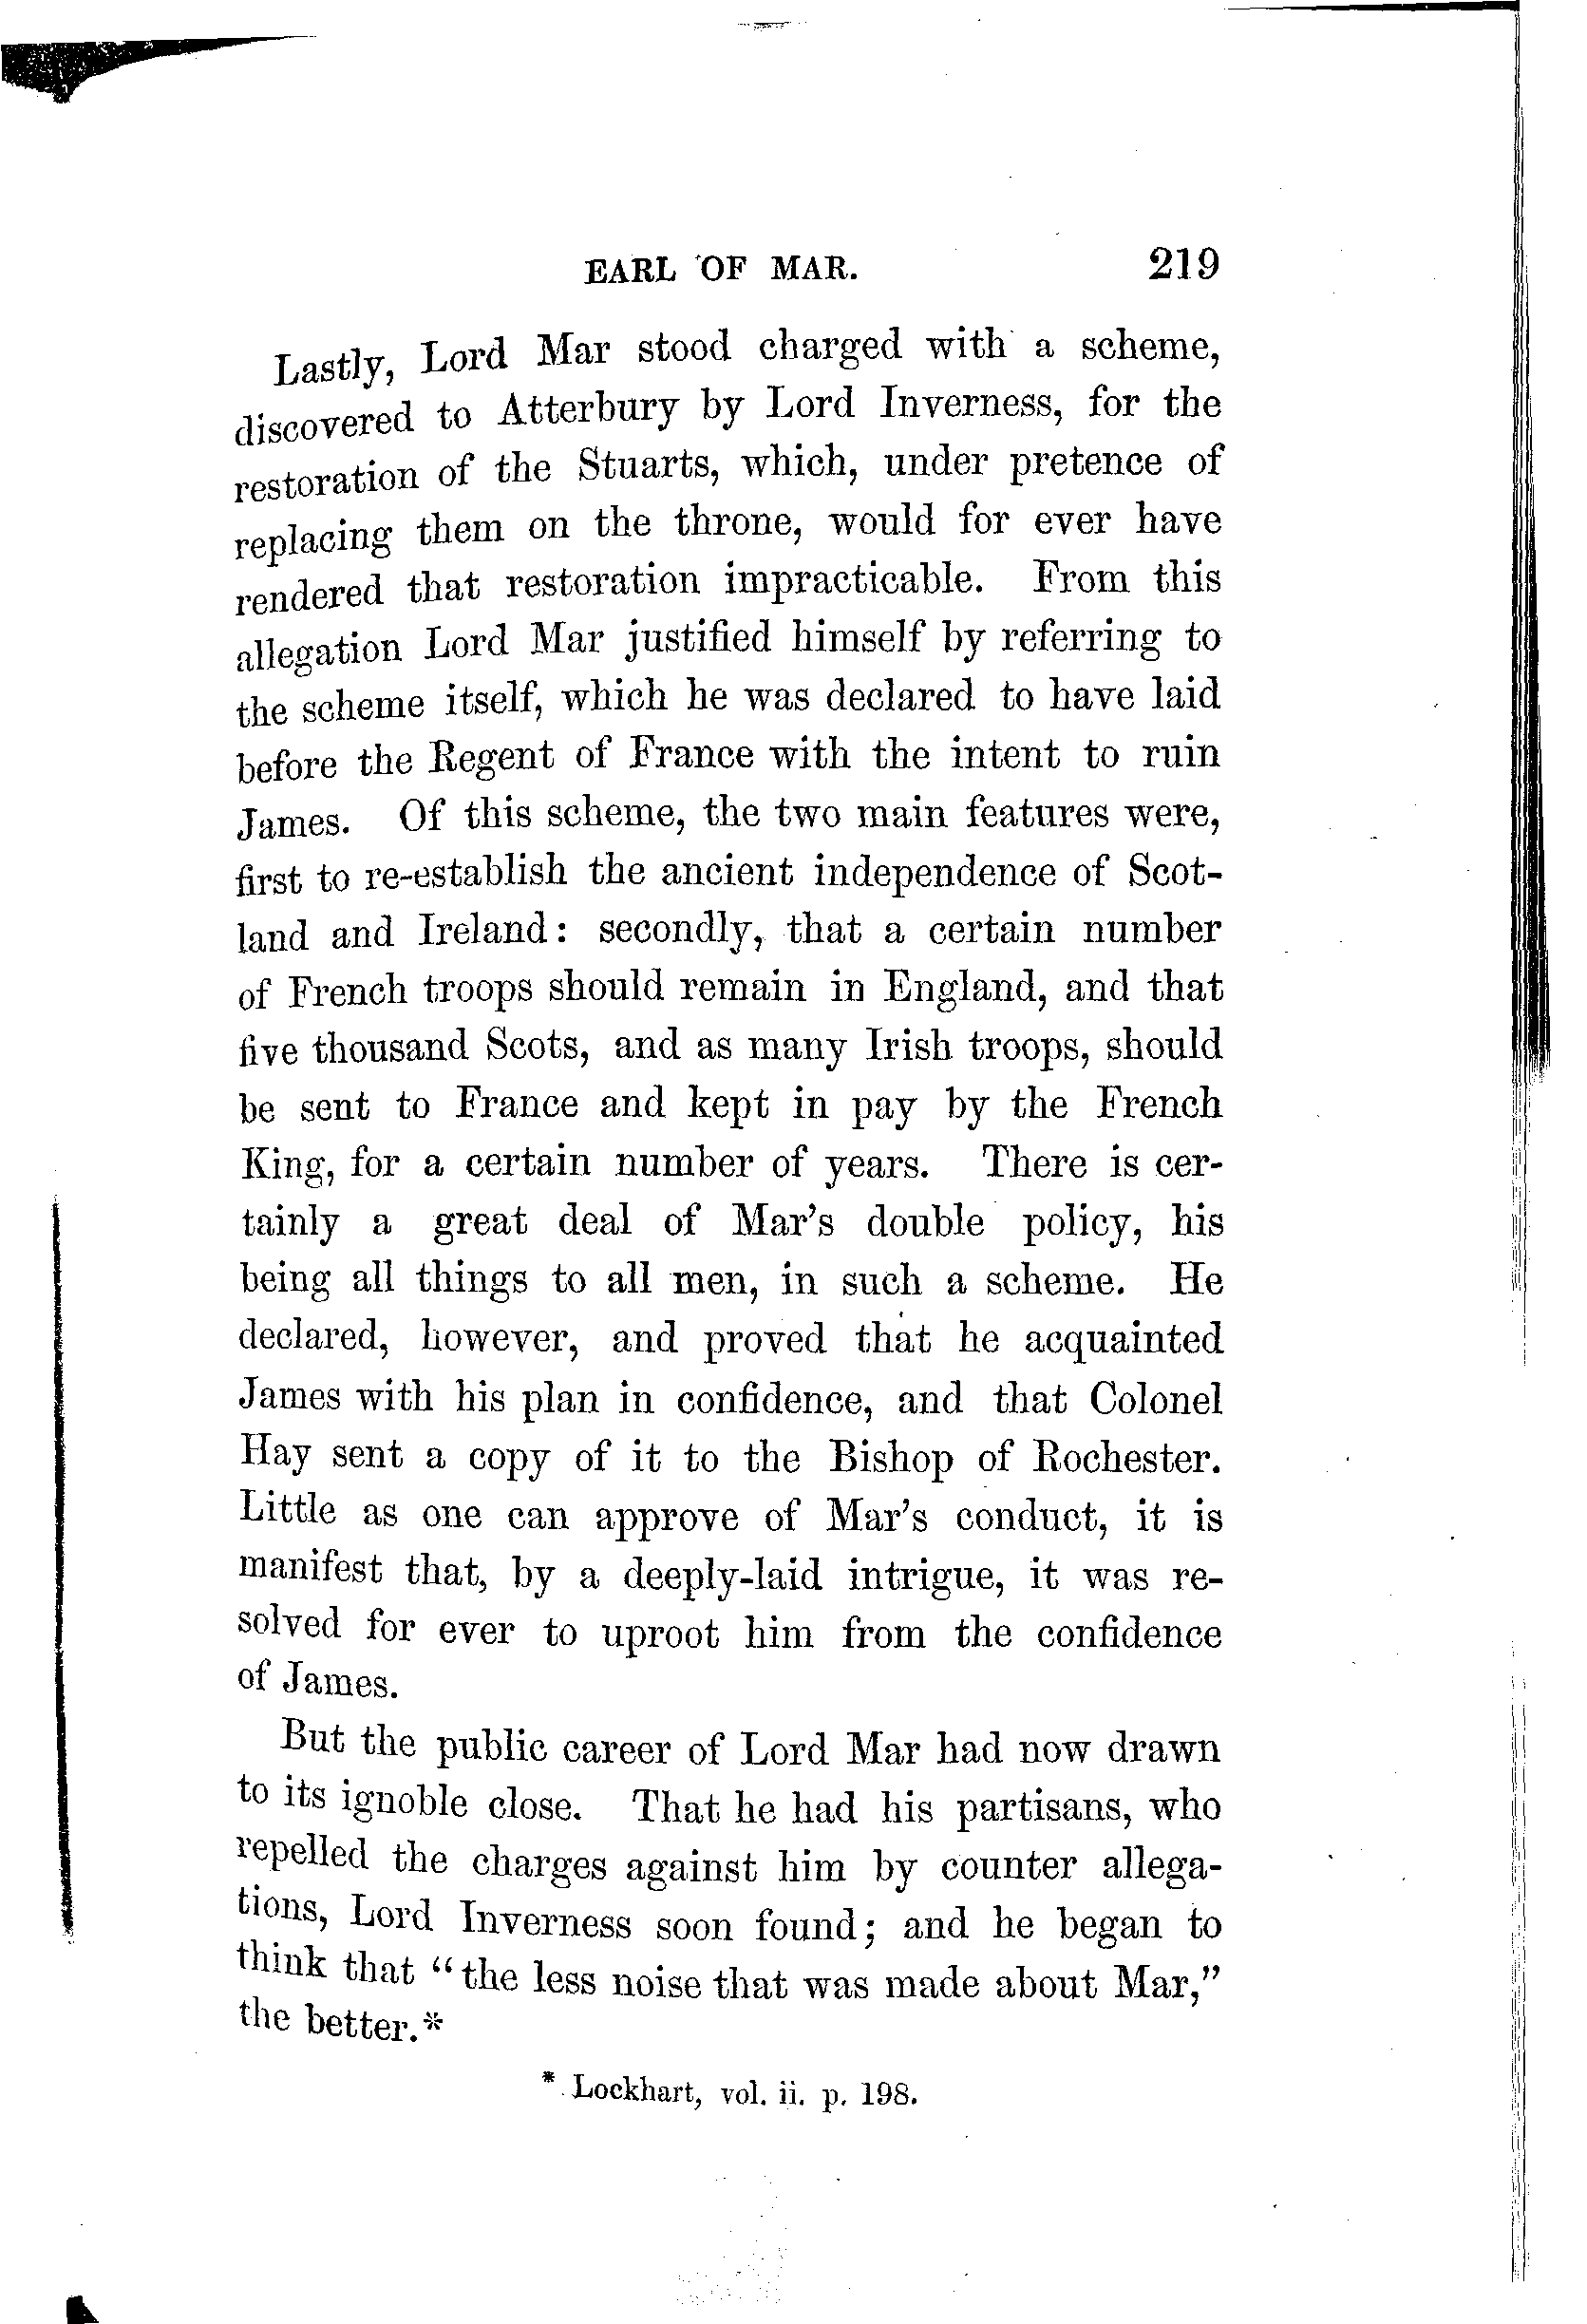 EARL OF MAR. 219
Lastly, Lord Mar stood charged with a scheme,
discovered to Atterbury by Lord Inverness, for the
restoration of the Stuarts, which, under pretence of
replacing them on the throne, would for ever have
rendered that restoration impracticable. From this
allegation Lord Mar justified himself by referring to
the scheme itself, which he was declared to have laid
before the Regent of France with the intent to ruin
James. Of this scheme, the two main features were,
first to re-establish the ancient independence of Scot-
land and Ireland: secondly, that a certain number
of French troops should remain in England, and that
five thousand Scots, and as many Irish troops, should
be sent to France and kept in pay by the French
King, for a certain number of years. There is cer-
tainly a great deal of Mar's double policy, his
being all things to all men, in such a scheme. He
declared, however, and proved that he acquainted
James with his plan in confidence, and that Colonel
Hay sent a copy of it to the Bishop of Rochester.
Little as one can approve of Mar's conduct, it is
manifest that, by a deeply-laid intrigue, it was re-
solved for ever to uproot him from the confidence
of James.
But the public career of Lord Mar had now drawn
to its ignoble close. That he had his partisans, who
repelled the charges against him by counter allega-
tions, Lord Inverness soon found; and he began to
think that "the less noise that was made about Mar,"
the better.*
* Lockhart, vol. ii. p. 198.